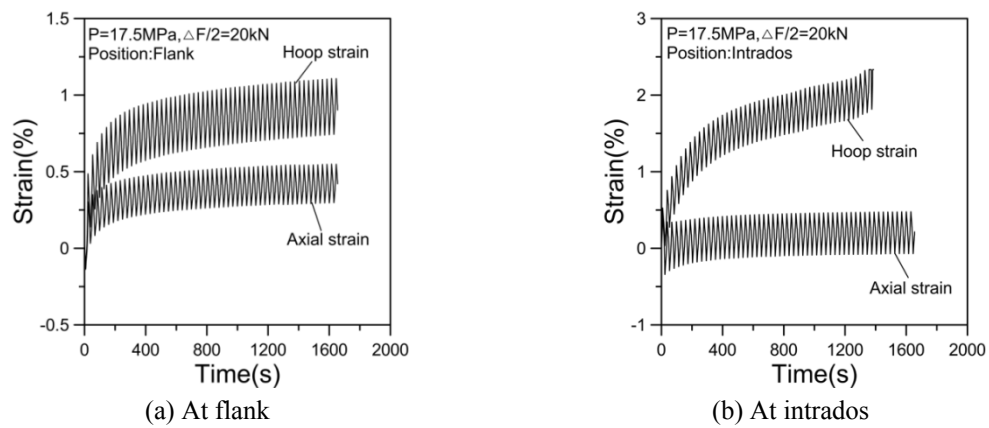 P=17.5MPa,△F/2=20kN
Position:Flank
Hoop strain
Axial strain
Strain(%)
1.5
1
0.5
0
-0.5
0 400 800 1200 1600 2000
Time(s)
(a) At flank
P=17.5MPa,△F/2=20kN
Position:Intrados
Hoop strain
Axial strain
Strain(%)
3
2
1
0
-1
0 400 800 1200 1600 2000
Time(s)
(b) At intrados